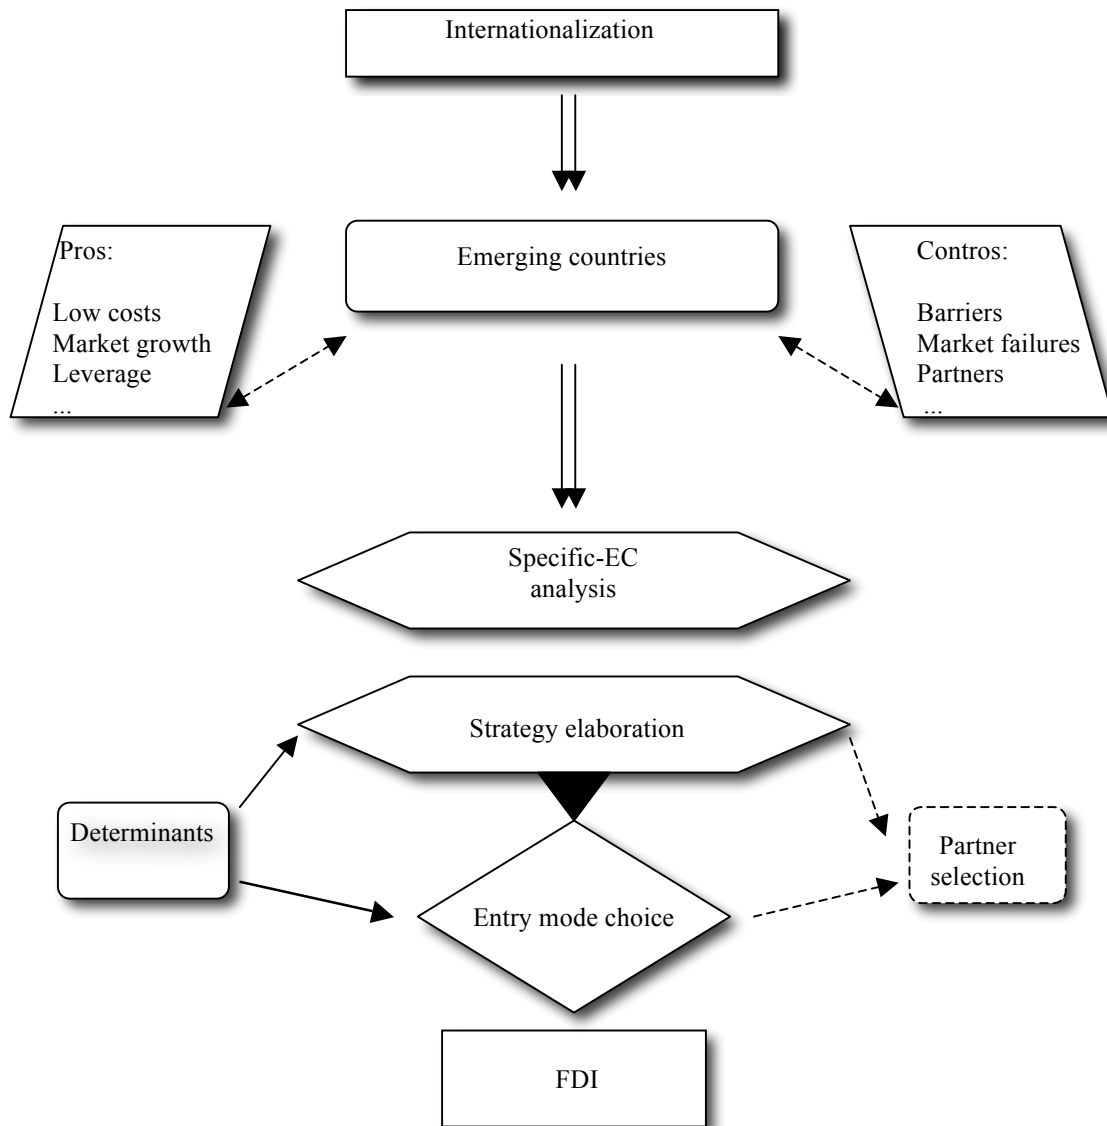 Internationalization
Emerging countries
Pros:
Low costs
Market growth
Leverage
...
Contros:
Barriers
Market failures
Partners
...
Specific-EC
analysis
Strategy elaboration
Determinants
Partner
selection
Entry mode choice
FDI